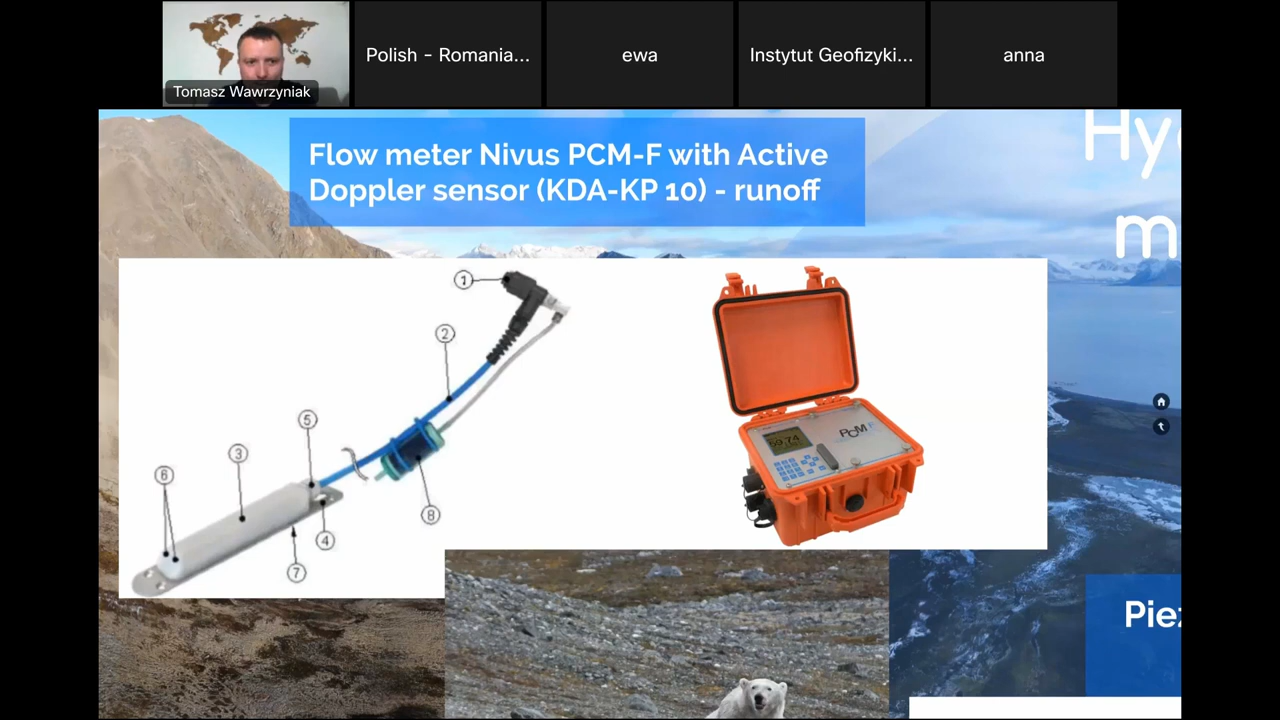 Tomasz Wawrzyniak
Polish - Romania...
ewa
Instytut Geofizyki...
anna
Flow meter Nivus PCM-F with Active
Doppler sensor (KDA-KP 10) - runoff
Hy
m
1
2
5
3
6
8
4
7
PCM F
Pie